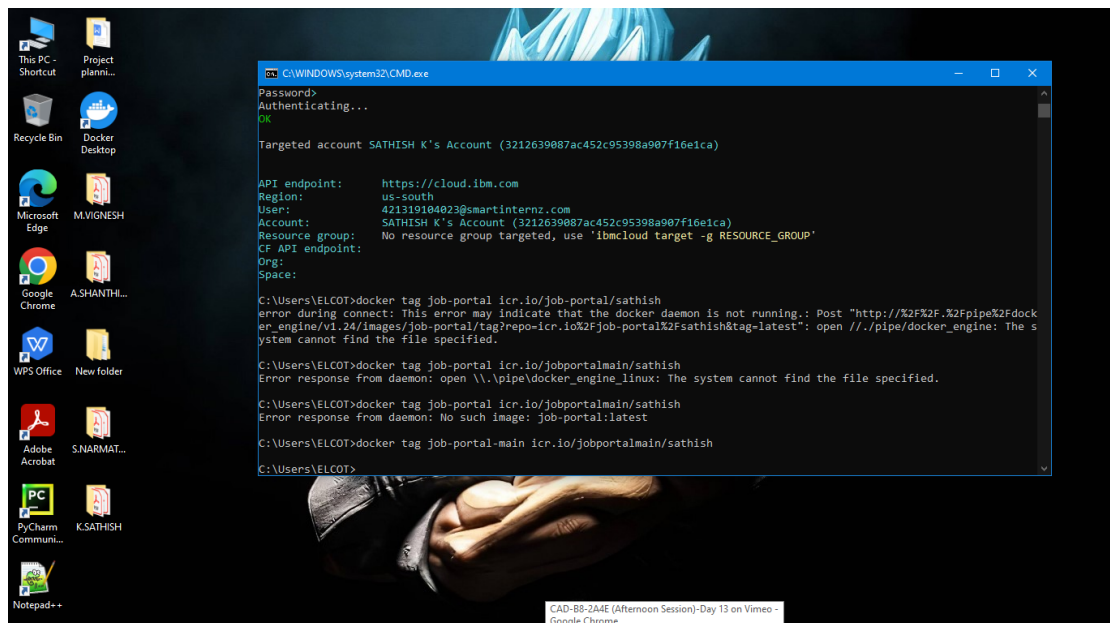 This PC -
Shortcut
Project
planni...
Recycle Bin
Docker
Desktop
Microsoft
Edge
M.VIGNESH
Google
Chrome
A.SHANTHI...
WPS Office
New folder
Adobe
Acrobat
S.NARMAT...
PC
PyCharm
Communi...
K.SATHISH
Notepad++
C:\WINDOWS\system32\CMD.exe
Password>
Authenticating...
OK
Targeted account SATHISH K's Account (3212639087ac452c95398a907f16e1ca)
API endpoint: https://cloud.ibm.com
Region: us-south
User: 421319104023@smartinternz.com
Account: SATHISH K's Account (3212639087ac452c95398a907f16e1ca)
Resource group: No resource group targeted, use 'ibmcloud target -g RESOURCE_GROUP'
CF API endpoint:
Org:
Space:
C:\Users\ELCOT>docker tag job-portal icr.io/job-portal/sathish
error during connect: This error may indicate that the docker daemon is not running.: Post "http://%2F%2F.%2Fpipe%2Fdock
er_engine/v1.24/images/job-portal/tag?repo=icr.io%2Fjob-portal%2Fsathish&tag=latest": open //./pipe/docker_engine: The s
ystem cannot find the file specified.
C:\Users\ELCOT>docker tag job-portal icr.io/jobportalmain/sathish
Error response from daemon: open \\.\pipe\docker_engine_linux: The system cannot find the file specified.
C:\Users\ELCOT>docker tag job-portal icr.io/jobportalmain/sathish
Error response from daemon: No such image: job-portal:latest
C:\Users\ELCOT>docker tag job-portal-main icr.io/jobportalmain/sathish
C:\Users\ELCOT>
CAD-B8-2A4E (Afternoon Session)-Day 13 on Vimeo -
Google Chrome